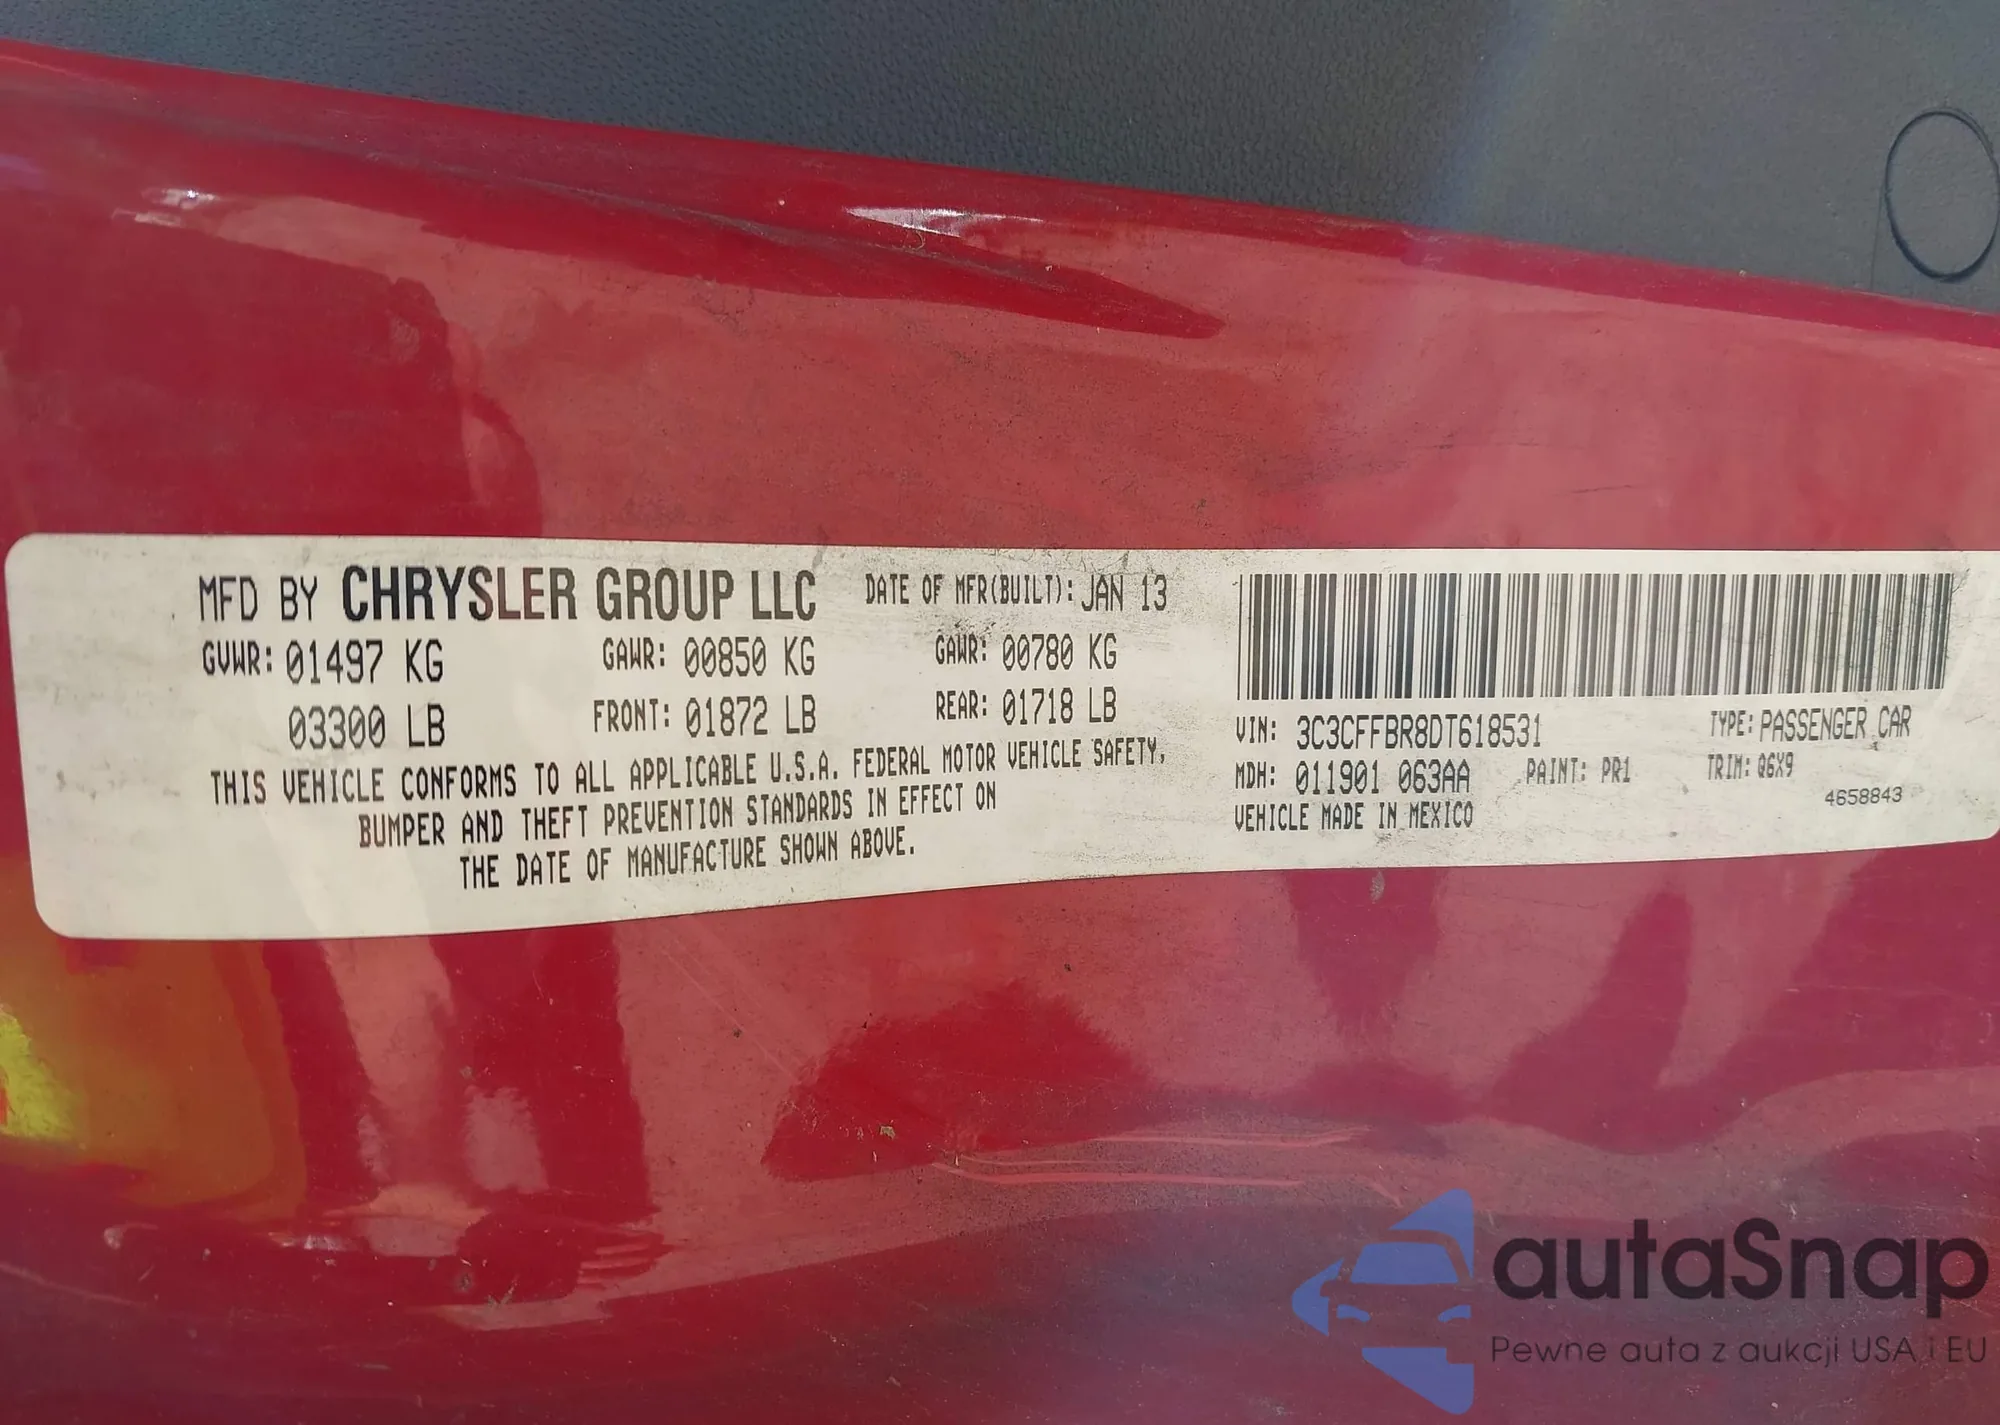 MFD BY CHRYSLER GROUP LLC DATE OF MFR(BUILT): JAN 13
GVWR: 01497 KG GAWR: 00850 KG GAWR: 00780 KG
03300 LB FRONT: 01872 LB REAR: 01718 LB
THIS VEHICLE CONFORMS TO ALL APPLICABLE U.S.A. FEDERAL MOTOR VEHICLE SAFETY,
BUMPER AND THEFT PREVENTION STANDARDS IN EFFECT ON
THE DATE OF MANUFACTURE SHOWN ABOVE.
VIN: 3C3CFFBR8DT618531 TYPE: PASSENGER CAR
MDH: 011901 063AA PAINT: PR1 TRIM: Q6X9
VEHICLE MADE IN MEXICO 4658843
autaSnap
Pewne auta z aukcji USA i EU